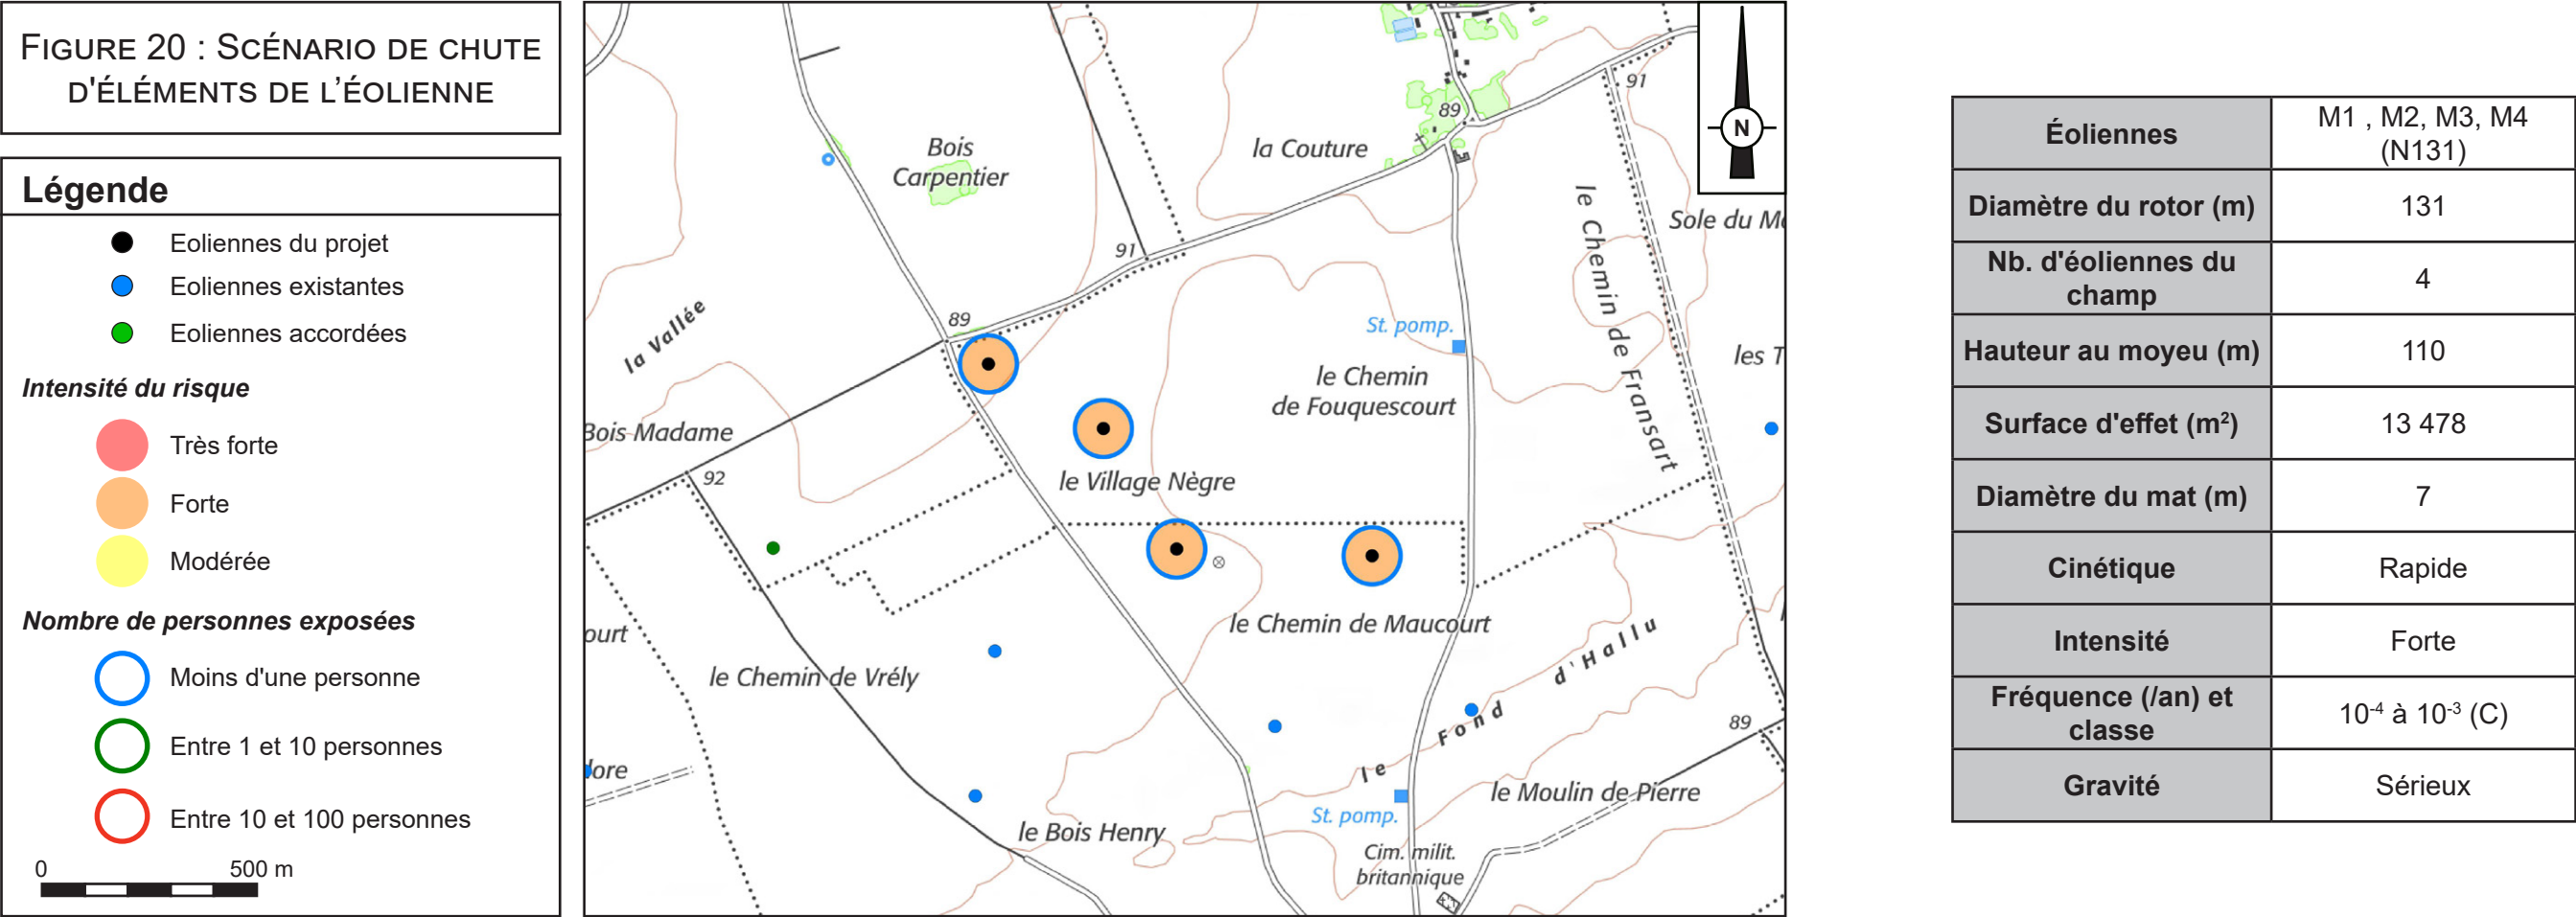 FIGURE 20 : SCÉNARIO DE CHUTE
D'ÉLÉMENTS DE L’ÉOLIENNE
Légende
Eoliennes du projet
Eoliennes existantes
Eoliennes accordées
Intensité du risque
Très forte
Forte
Modérée
Nombre de personnes exposées
Moins d'une personne
Entre 1 et 10 personnes
Entre 10 et 100 personnes
0 500 m
Bois
Carpentier
la Couture
89
91
N
le Chemin de Fransart
Sole du Mo
91
89
la Vallée
St. pomp.
le Chemin
de Fouquescourt
les T
Bois Madame
92
le Village Nègre
ourt
le Chemin de Vrély
le Chemin de Maucourt
le Fond d'Hallu
89
lore
le Bois Henry
St. pomp.
le Moulin de Pierre
Cim. milit.
britannique
Éoliennes M1 , M2, M3, M4
(N131)
Diamètre du rotor (m) 131
Nb. d'éoliennes du
champ 4
Hauteur au moyeu (m) 110
Surface d'effet (m²) 13 478
Diamètre du mat (m) 7
Cinétique Rapide
Intensité Forte
Fréquence (/an) et
classe 10⁻⁴ à 10⁻³ (C)
Gravité Sérieux